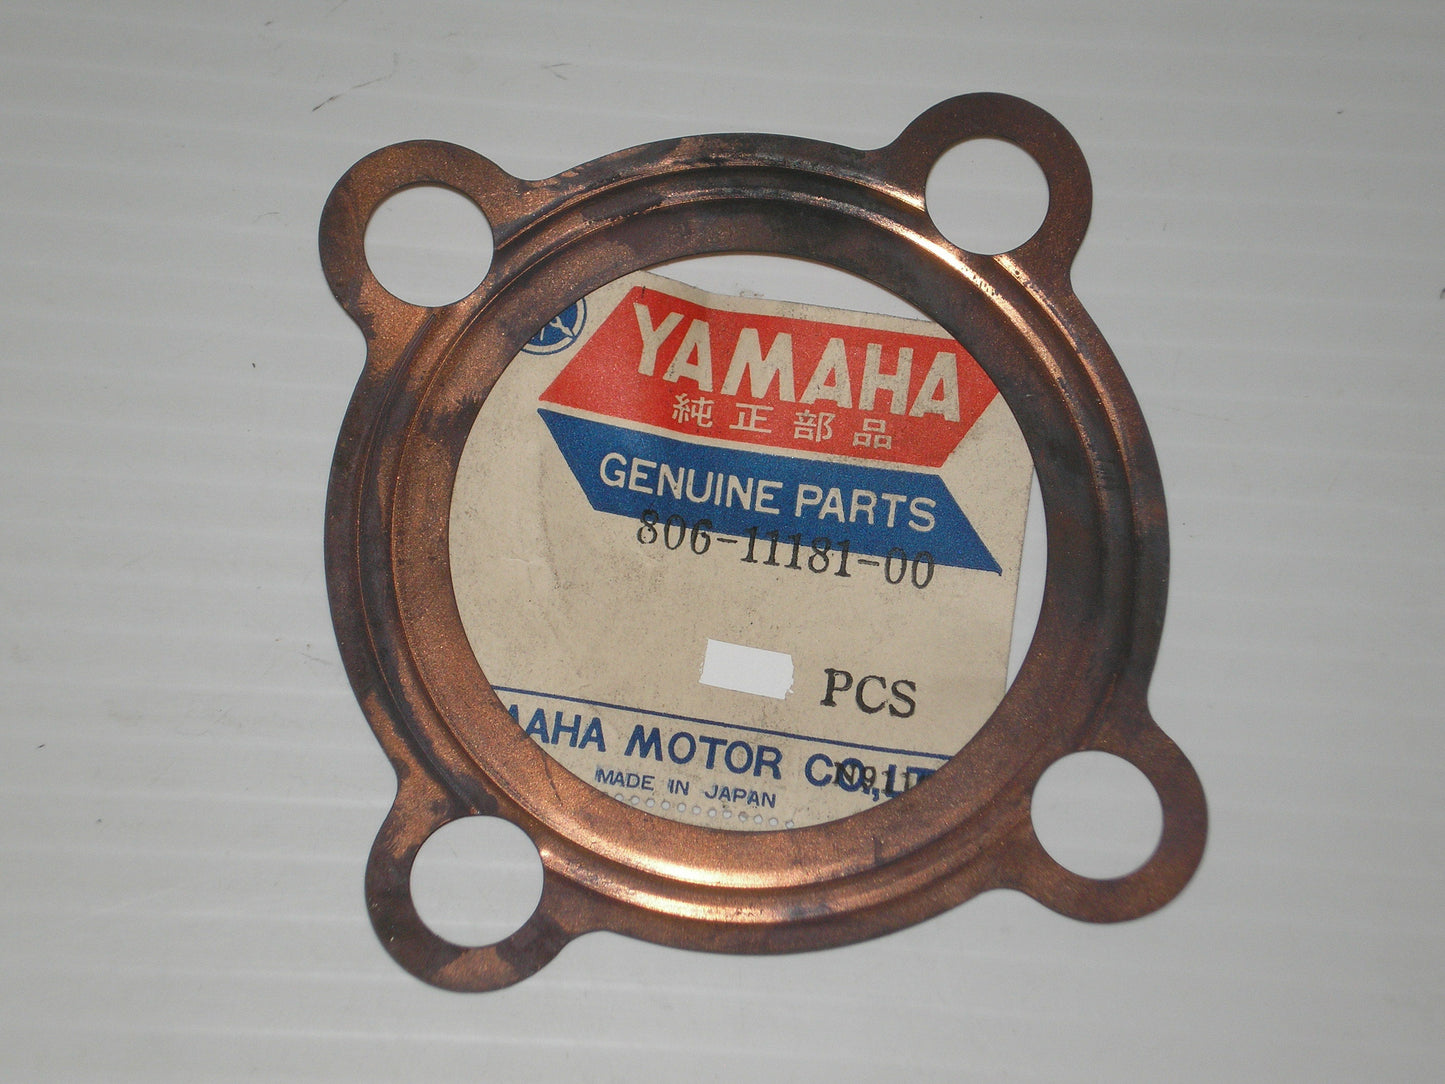 YAMAHA
純正部品
GENUINE PARTS
806-11181-00
PCS
AHA MOTOR CO.,LT
MADE IN JAPAN